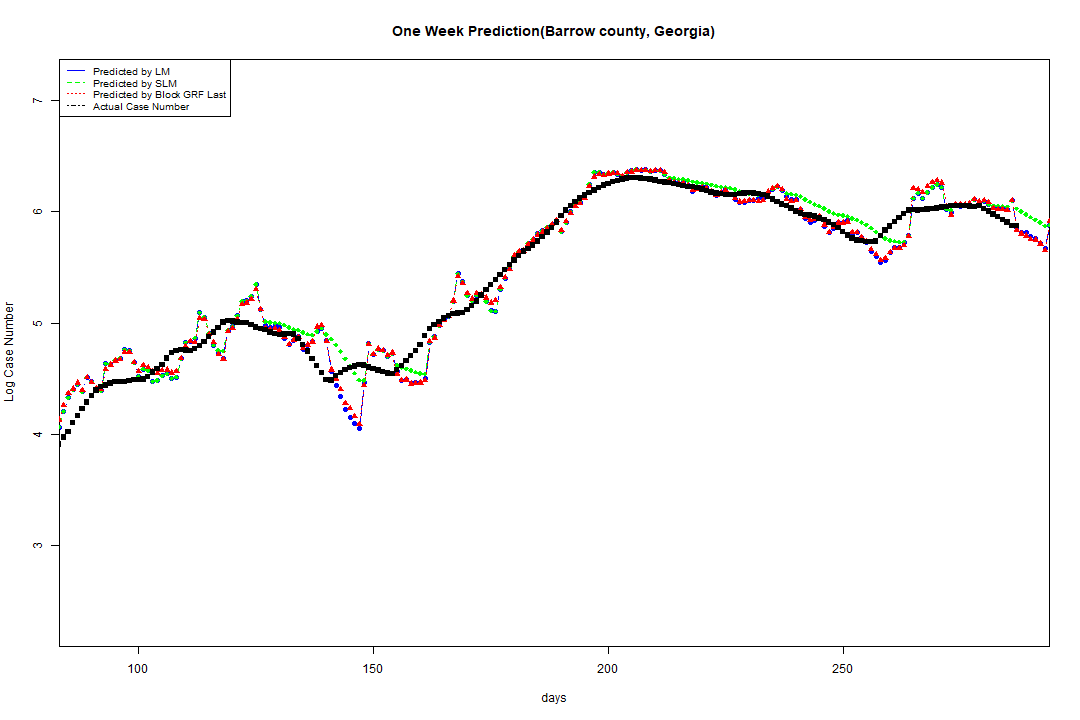 One Week Prediction(Barrow county, Georgia)
Predicted by LM
Predicted by SLM
Predicted by Block GRF Last
Actual Case Number
7
6
5
4
3
Log Case Number
100
150
200
250
days